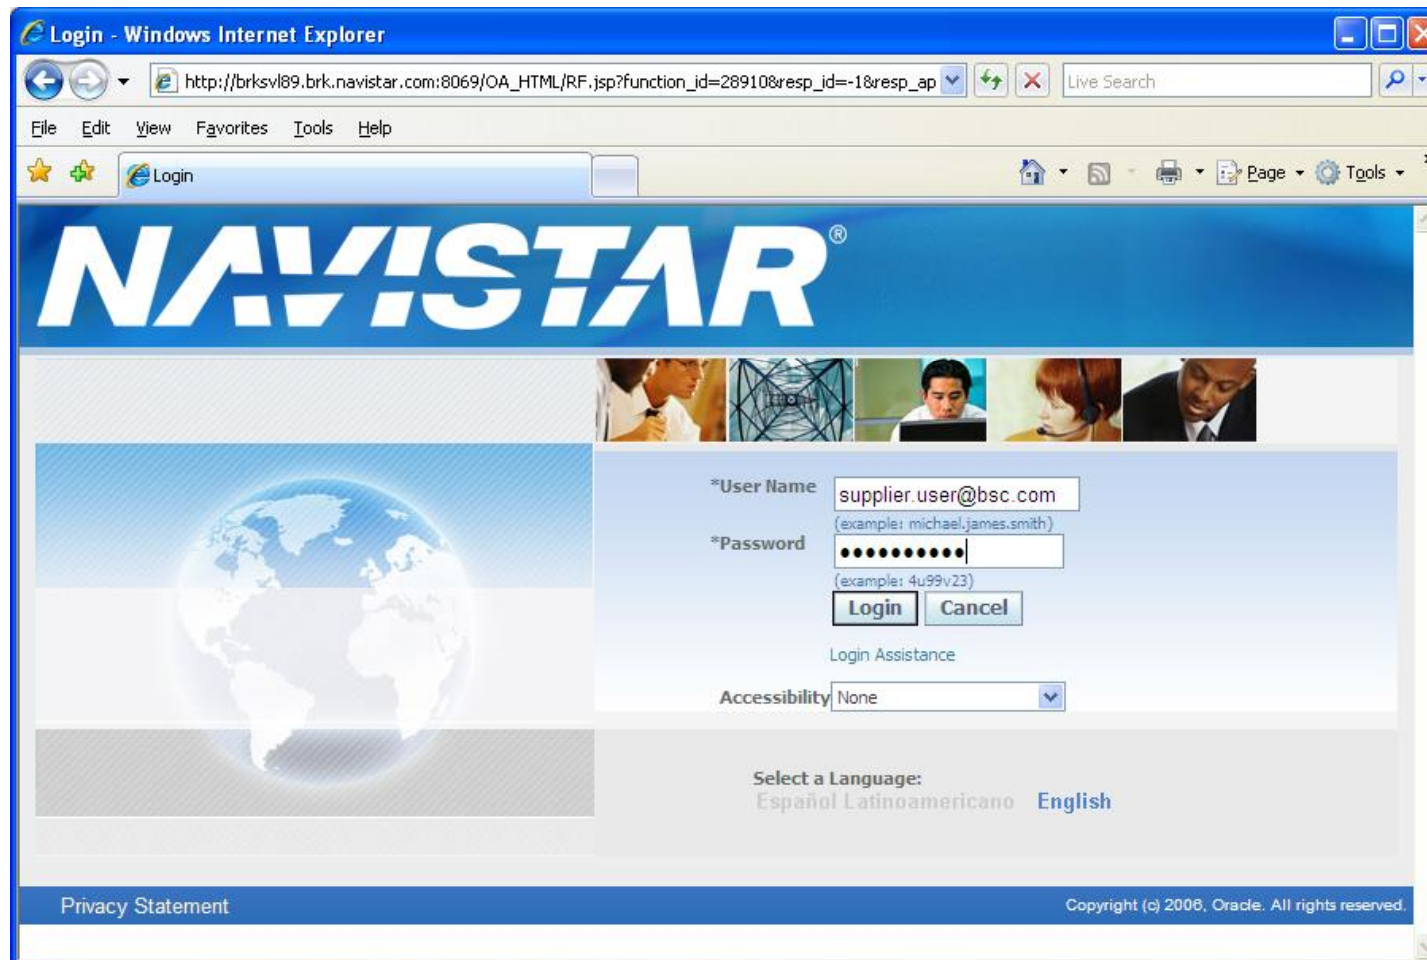 Login - Windows Internet Explorer
http://brksvl89.brk.navistar.com:8069/OA_HTML/RF.jsp?function_id=28910&resp_id=-1&resp_ap
Live Search
File Edit View Favorites Tools Help
Login
Page Tools
NAVISTAR®
*User Name supplier.user@bsc.com
(example: michael.james.smith)
*Password ●●●●●●●●●●
(example: 4u99v23)
Login Cancel
Login Assistance
Accessibility None
Select a Language:
Español Latinoamericano English
Privacy Statement Copyright (c) 2006, Oracle. All rights reserved.